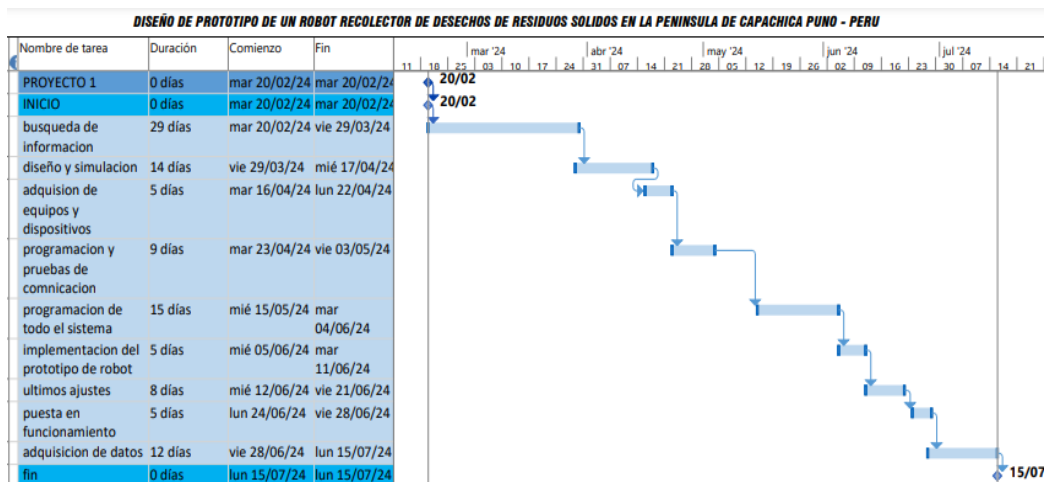 DISEÑO DE PROTOTIPO DE UN ROBOT RECOLECTOR DE DESECHOS DE RESIDUOS SOLIDOS EN LA PENINSULA DE CAPACHICA PUNO - PERU
Nombre de tarea Duración Comienzo Fin
mar '24 abr '24 may '24 jun '24 jul '24
11 18 25 03 10 17 24 31 07 14 21 28 05 12 19 26 02 09 16 23 30 07 14 21
PROYECTO 1 0 días mar 20/02/24 mar 20/02/24 20/02
INICIO 0 días mar 20/02/24 mar 20/02/24 20/02
busqueda de 29 días mar 20/02/24 vie 29/03/24
informacion
diseño y simulacion 14 días vie 29/03/24 mié 17/04/24
adquision de 5 días mar 16/04/24 lun 22/04/24
equipos y
dispositivos
programacion y 9 días mar 23/04/24 vie 03/05/24
pruebas de
comnicacion
programacion de 15 días mié 15/05/24 mar
todo el sistema 04/06/24
implementacion del 5 días mié 05/06/24 mar
prototipo de robot 11/06/24
ultimos ajustes 8 días mié 12/06/24 vie 21/06/24
puesta en 5 días lun 24/06/24 vie 28/06/24
funcionamiento
adquisicion de datos 12 días vie 28/06/24 lun 15/07/24
fin 0 días lun 15/07/24 lun 15/07/24 15/07